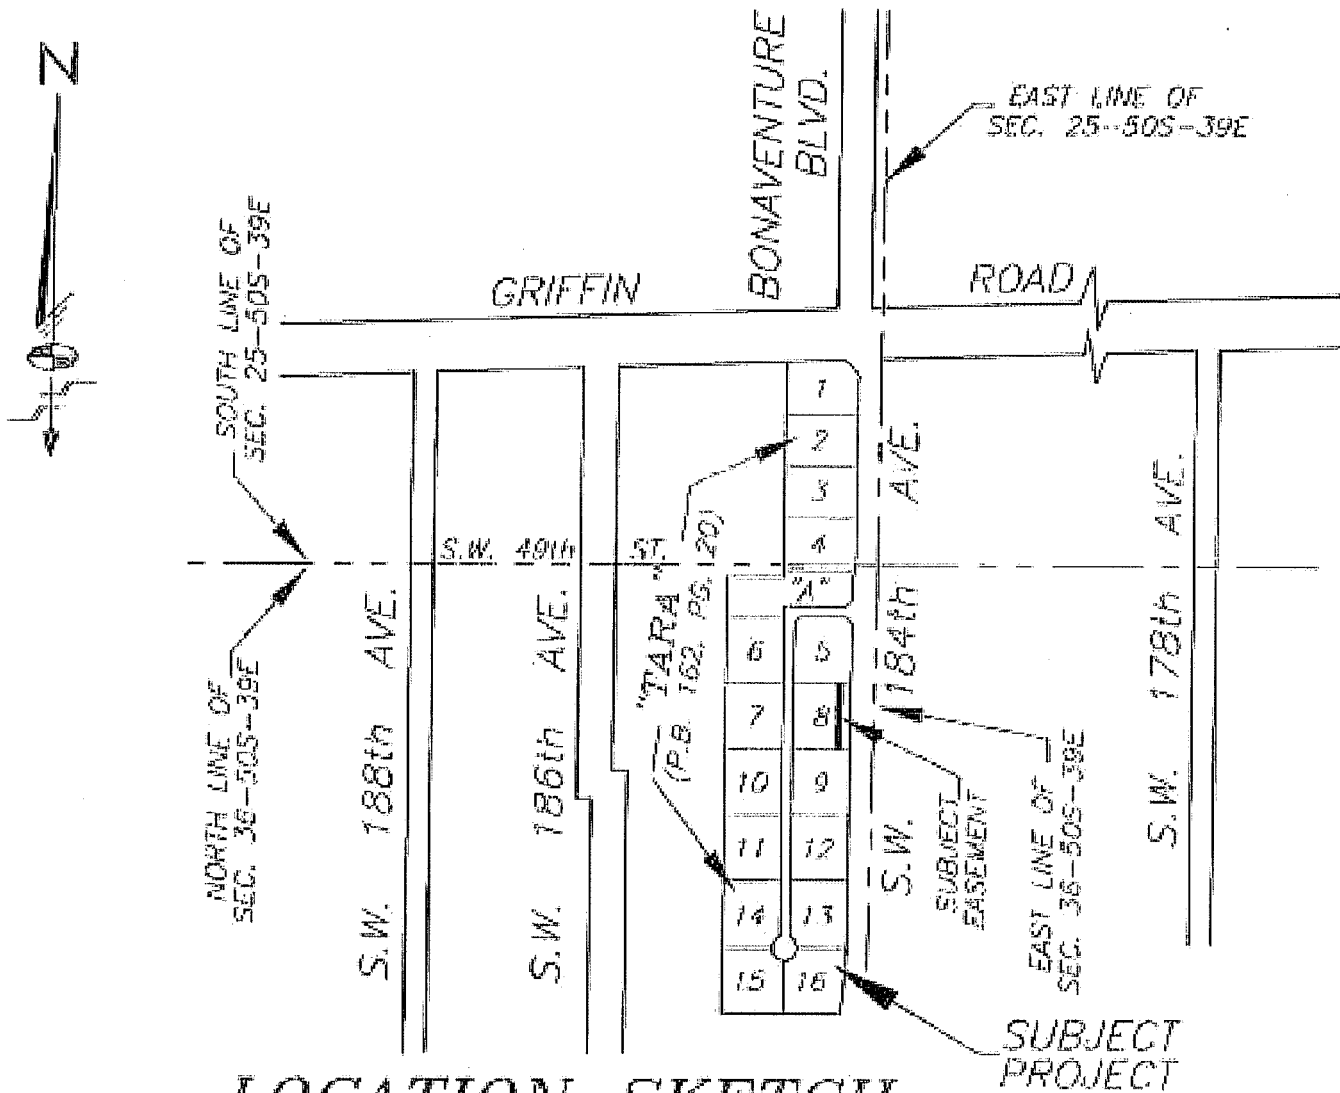 N
BONAVENTURE
BLVD.
EAST LINE OF
SEC. 25-50S-39E
SOUTH LINE OF
SEC. 25-50S-39E
GRIFFIN
ROAD
1
2
3
4
S.W. 49th ST.
"A"
"TARA"
(P.B. 162, PG. 20)
6
5
7
8
10
9
11
12
14
13
15
16
NORTH LINE OF
SEC. 36-50S-39E
S.W. 188th AVE.
S.W. 186th AVE.
S.W. 184th AVE.
S.W. 178th AVE.
SUBJECT
EASEMENT
EAST LINE OF
SEC. 36-50S-39E
SUBJECT
PROJECT
LOCATION SKETCH